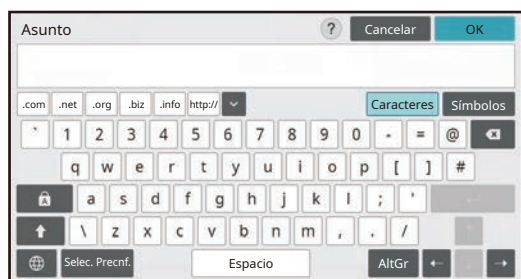 Asunto ? Cancelar OK
.com .net .org .biz .info http:// Caracteres Símbolos
` 1 2 3 4 5 6 7 8 9 0 - = @
q w e r t y u i o p [ ] #
A a s d f g h j k l ; '
\ z x c v b n m , . /
Selec. Precnf. Espacio AltGr ← →